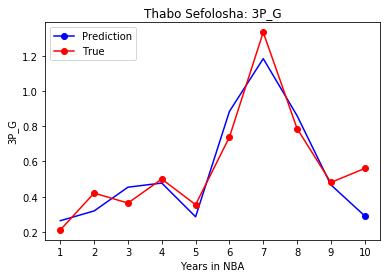 Thabo Sefolosha: 3P_G
Prediction
True
1.2
1.0
0.8
0.6
0.4
0.2
3P_G
1 2 3 4 5 6 7 8 9 10
Years in NBA